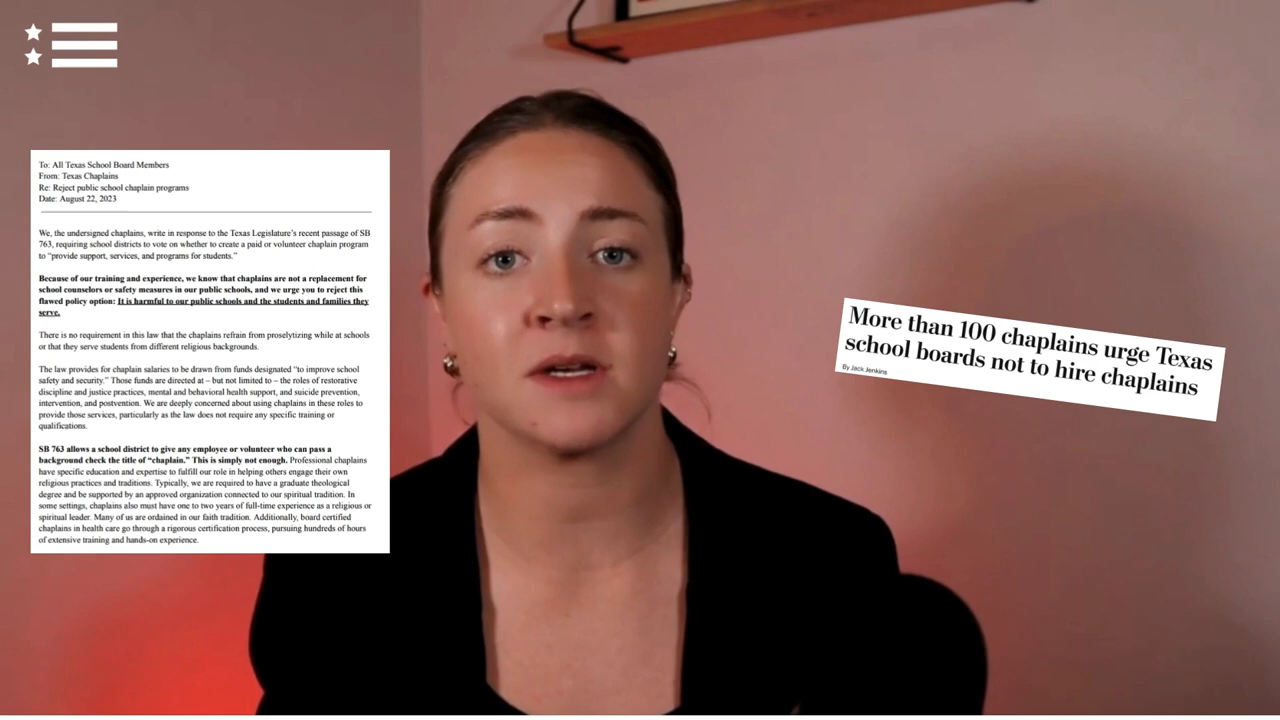 To: All Texas School Board Members
From: Texas Chaplains
Re: Reject public school chaplain programs
Date: August 22, 2023
We, the undersigned chaplains, write in response to the Texas Legislature's recent passage of SB
763, requiring school districts to vote on whether to create a paid or volunteer chaplain program
to "provide support, services, and programs for students."
Because of our training and experience, we know that chaplains are not a replacement for
school counselors or safety measures in our public schools, and we urge you to reject this
flawed policy option: It is harmful to our public schools and the students and families they
serve.
There is no requirement in this law that the chaplains refrain from proselytizing while at schools
or that they serve students from different religious backgrounds.
The law provides for chaplain salaries to be drawn from funds designated "to improve school
safety and security." Those funds are directed at – but not limited to – the roles of restorative
discipline and justice practices, mental and behavioral health support, and suicide prevention,
intervention, and postvention. We are deeply concerned about using chaplains in these roles to
provide those services, particularly as the law does not require any specific training or
qualifications.
SB 763 allows a school district to give any employee or volunteer who can pass a
background check the title of "chaplain." This is simply not enough. Professional chaplains
have specific education and expertise to fulfill our role in helping others engage their own
religious practices and traditions. Typically, we are required to have a graduate theological
degree and be supported by an approved organization connected to our spiritual tradition. In
some settings, chaplains also must have one to two years of full-time experience as a religious or
spiritual leader. Many of us are ordained in our faith tradition. Additionally, board certified
chaplains in health care go through a rigorous certification process, pursuing hundreds of hours
of extensive training and hands-on experience.
More than 100 chaplains urge Texas
school boards not to hire chaplains
By Jack Jenkins